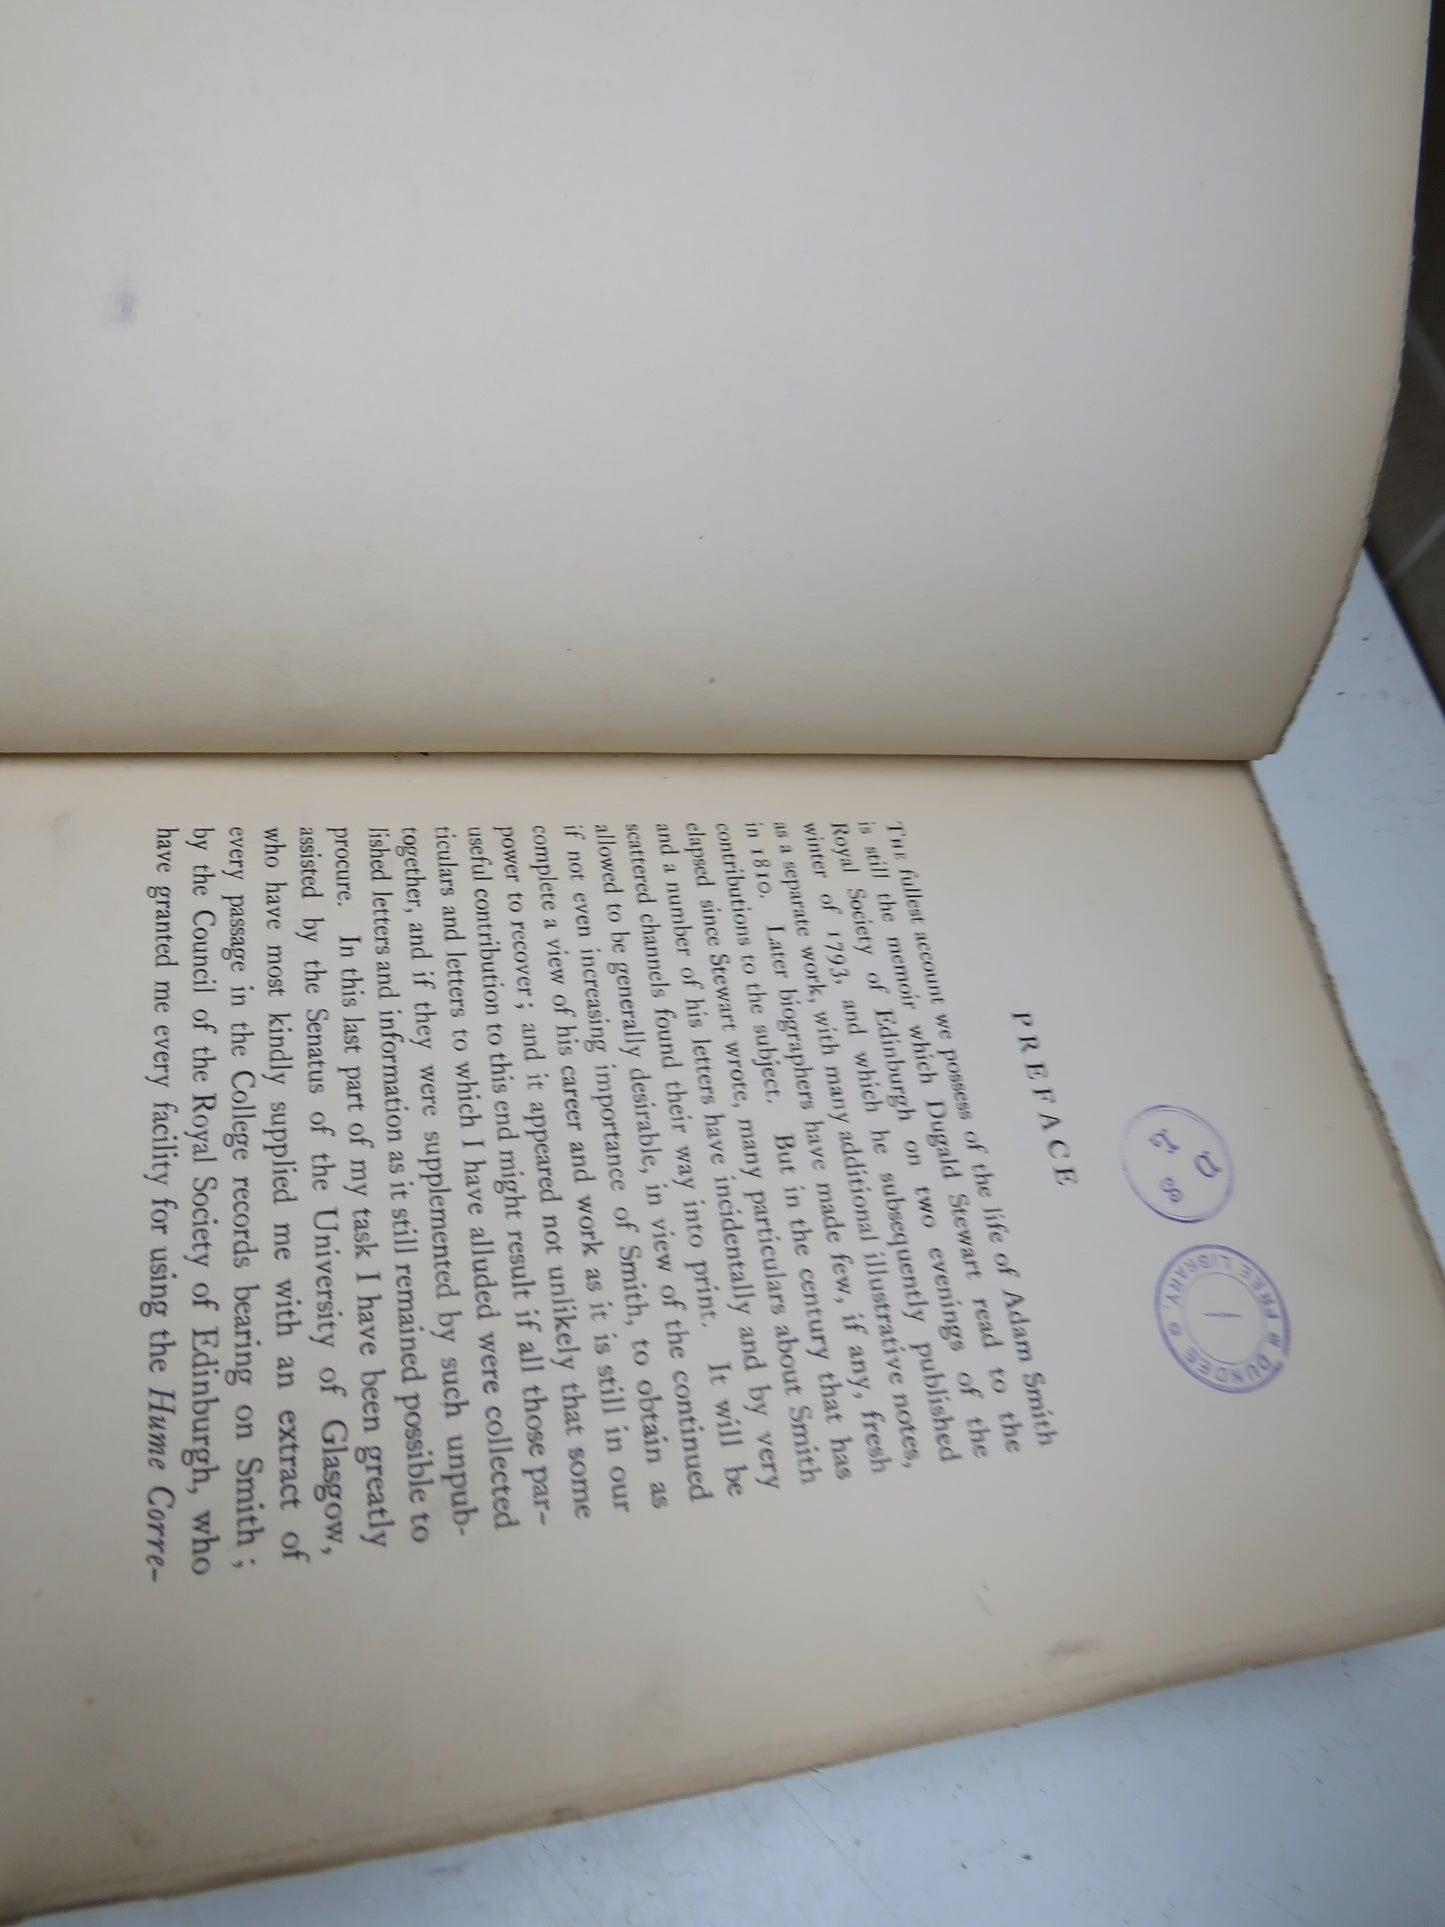 DUNDEE FREE LIBRARY.
PREFACE
THE fullest account we possess of the life of Adam Smith
is still the memoir which Dugald Stewart read to the
Royal Society of Edinburgh on two evenings of the
winter of 1793, and which he subsequently published
as a separate work, with many additional illustrative notes,
in 1810. Later biographers have made few, if any, fresh
contributions to the subject. But in the century that has
elapsed since Stewart wrote, many particulars about Smith
and a number of his letters have incidentally and by very
scattered channels found their way into print. It will be
allowed to be generally desirable, in view of the continued
if not even increasing importance of Smith, to obtain as
complete a view of his career and work as it is still in our
power to recover; and it appeared not unlikely that some
useful contribution to this end might result if all those par-
ticulars and letters to which I have alluded were collected
together, and if they were supplemented by such unpub-
lished letters and information as it still remained possible to
procure. In this last part of my task I have been greatly
assisted by the Senatus of the University of Glasgow,
who have most kindly supplied me with an extract of
every passage in the College records bearing on Smith;
by the Council of the Royal Society of Edinburgh, who
have granted me every facility for using the Hume Corre-